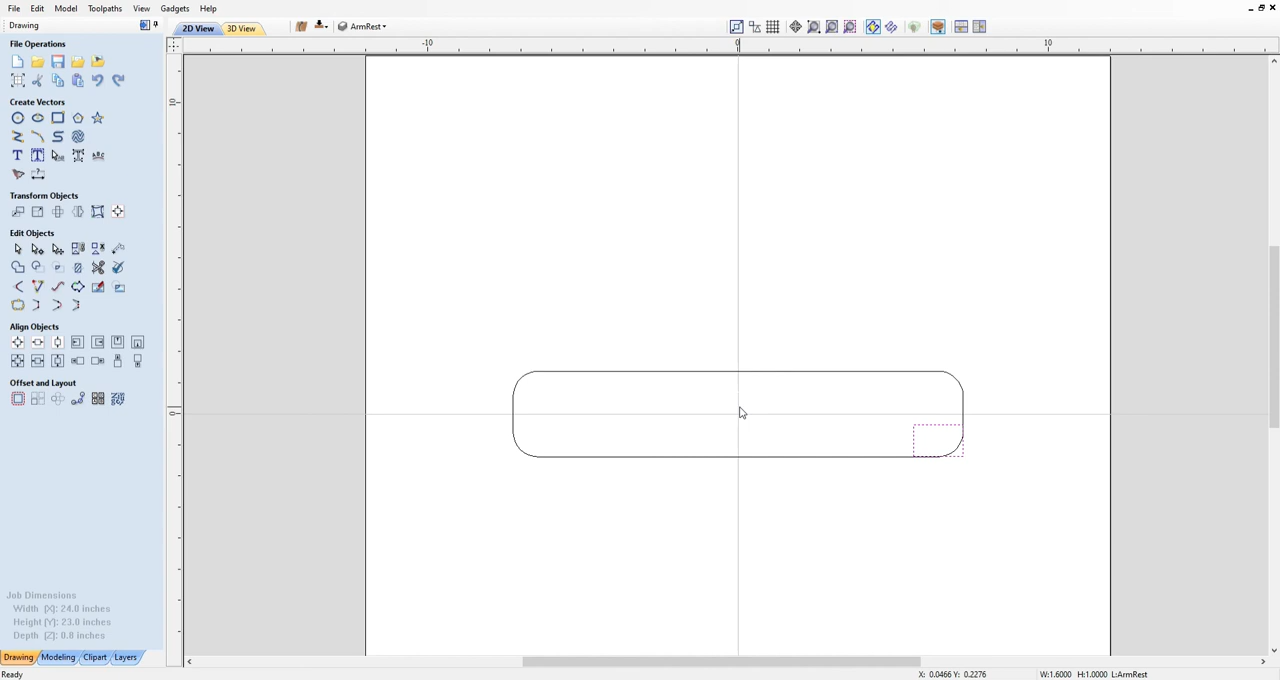 File Edit Model Toolpaths View Gadgets Help
Drawing
2D View 3D View ArmRest
File Operations
Create Vectors
Transform Objects
Edit Objects
Align Objects
Offset and Layout
-10 0 10
10
0
Job Dimensions
Width (X): 24.0 inches
Height (Y): 23.0 inches
Depth (Z): 0.8 inches
Drawing Modeling Clipart Layers
Ready X: 0.0466 Y: 0.2276 W:1.6000 H:1.0000 L:ArmRest